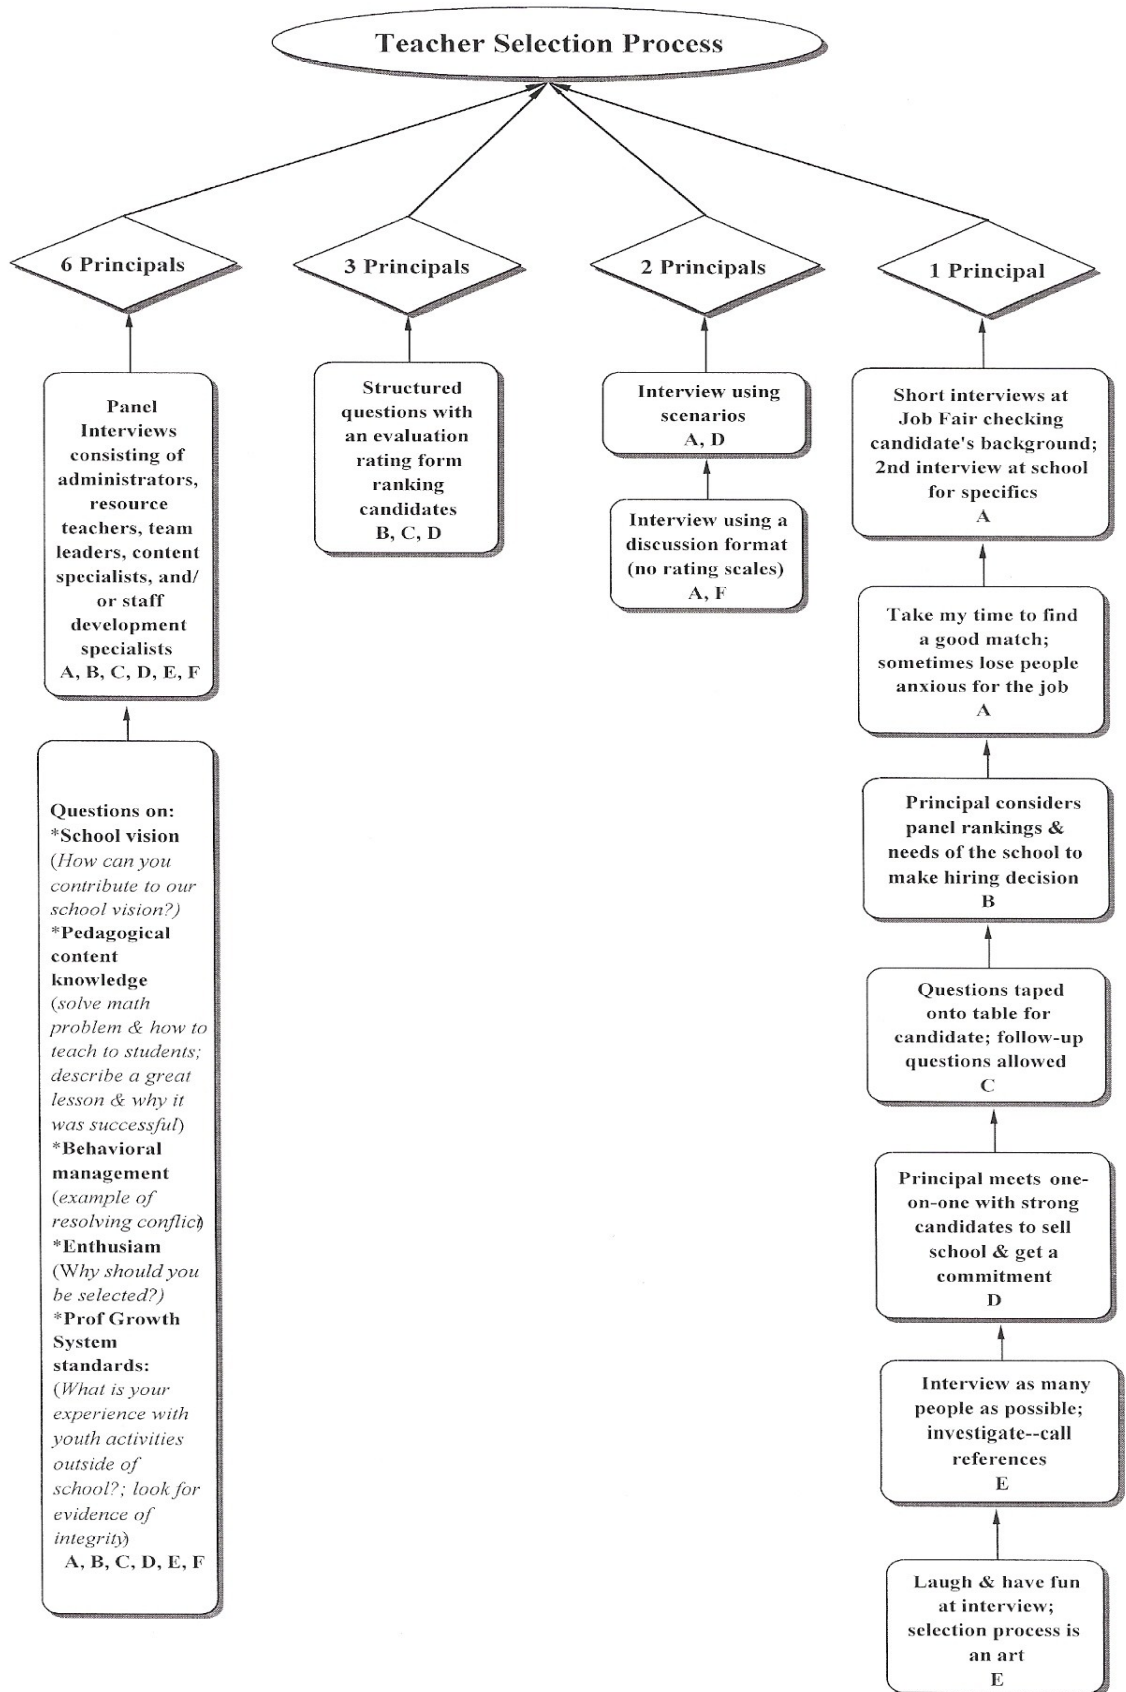 Teacher Selection Process
6 Principals
3 Principals
2 Principals
1 Principal
Panel
Interviews
consisting of
administrators,
resource
teachers, team
leaders, content
specialists, and/
or staff
development
specialists
A, B, C, D, E, F
Questions on:
*School vision
(How can you
contribute to our
school vision?)
*Pedagogical
content
knowledge
(solve math
problem & how to
teach to students;
describe a great
lesson & why it
was successful)
*Behavioral
management
(example of
resolving conflict)
*Enthusiam
(Why should you
be selected?)
*Prof Growth
System
standards:
(What is your
experience with
youth activities
outside of
school?; look for
evidence of
integrity)
A, B, C, D, E, F
Structured
questions with
an evaluation
rating form
ranking
candidates
B, C, D
Interview using
scenarios
A, D
Interview using a
discussion format
(no rating scales)
A, F
Short interviews at
Job Fair checking
candidate's background;
2nd interview at school
for specifics
A
Take my time to find
a good match;
sometimes lose people
anxious for the job
A
Principal considers
panel rankings &
needs of the school to
make hiring decision
B
Questions taped
onto table for
candidate; follow-up
questions allowed
C
Principal meets one-
on-one with strong
candidates to sell
school & get a
commitment
D
Interview as many
people as possible;
investigate--call
references
E
Laugh & have fun
at interview;
selection process is
an art
E